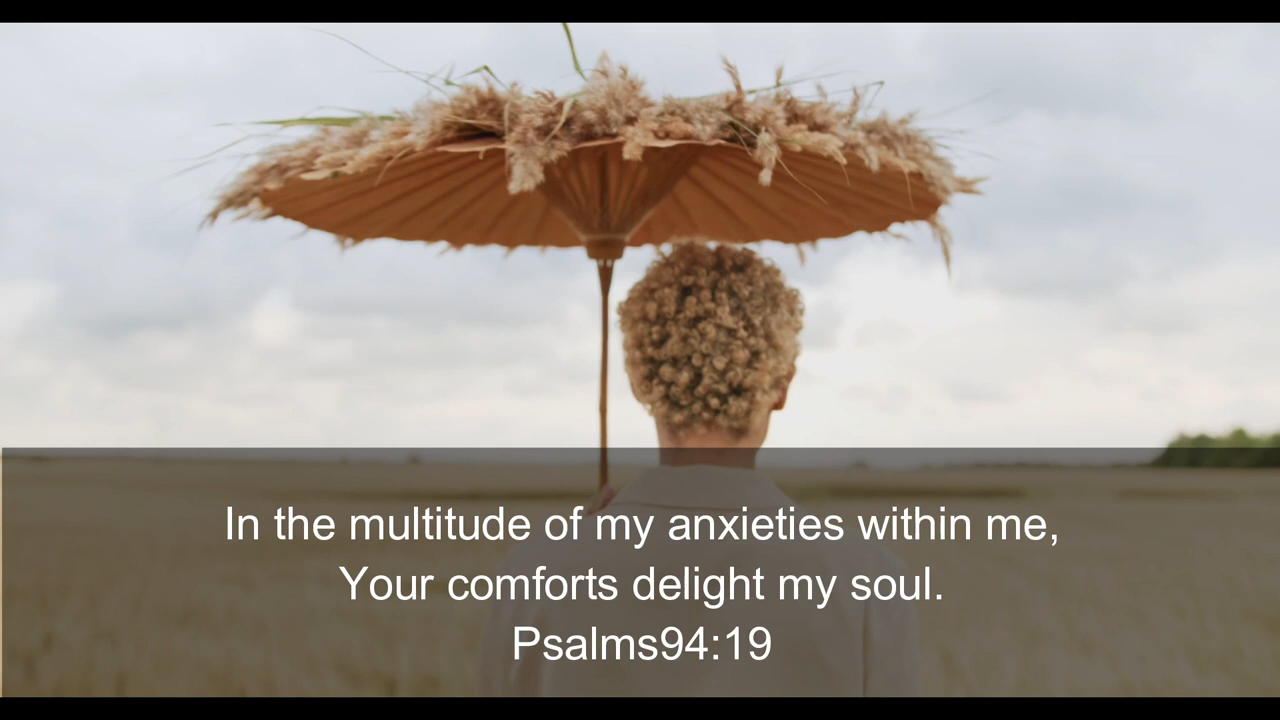 In the multitude of my anxieties within me,
Your comforts delight my soul.
Psalms94:19